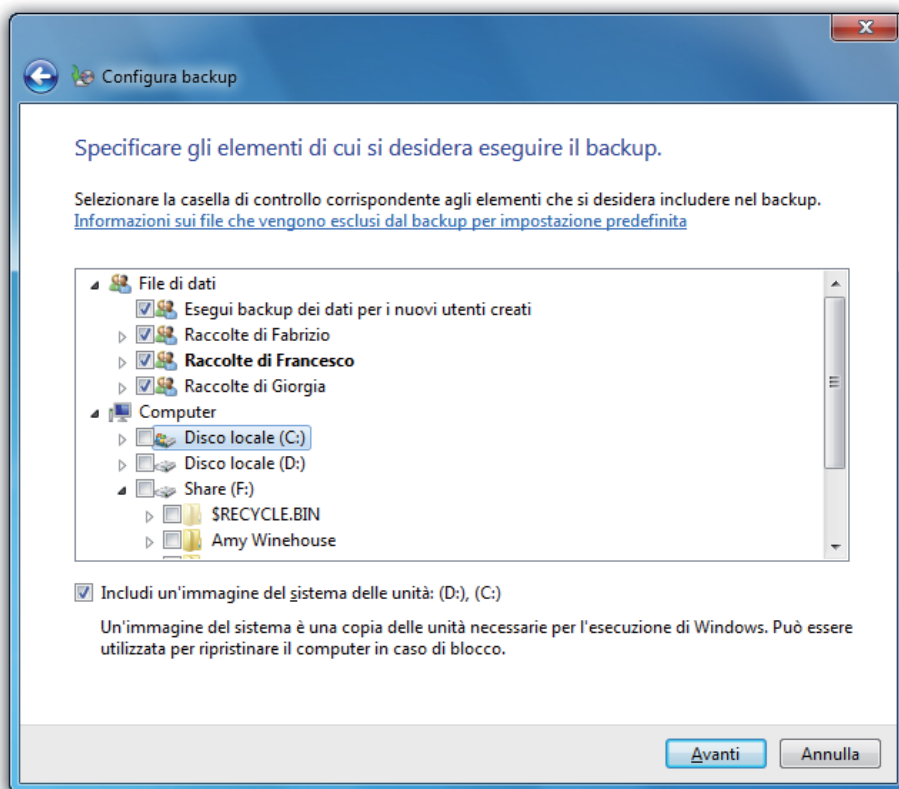 Configura backup
Specificare gli elementi di cui si desidera eseguire il backup.
Selezionare la casella di controllo corrispondente agli elementi che si desidera includere nel backup.
Informazioni sui file che vengono esclusi dal backup per impostazione predefinita
File di dati
Esegui backup dei dati per i nuovi utenti creati
Raccolte di Fabrizio
Raccolte di Francesco
Raccolte di Giorgia
Computer
Disco locale (C:)
Disco locale (D:)
Share (F:)
$RECYCLE.BIN
Amy Winehouse
Includi un'immagine del sistema delle unità: (D:), (C:)
Un'immagine del sistema è una copia delle unità necessarie per l'esecuzione di Windows. Può essere
utilizzata per ripristinare il computer in caso di blocco.
Avanti
Annulla